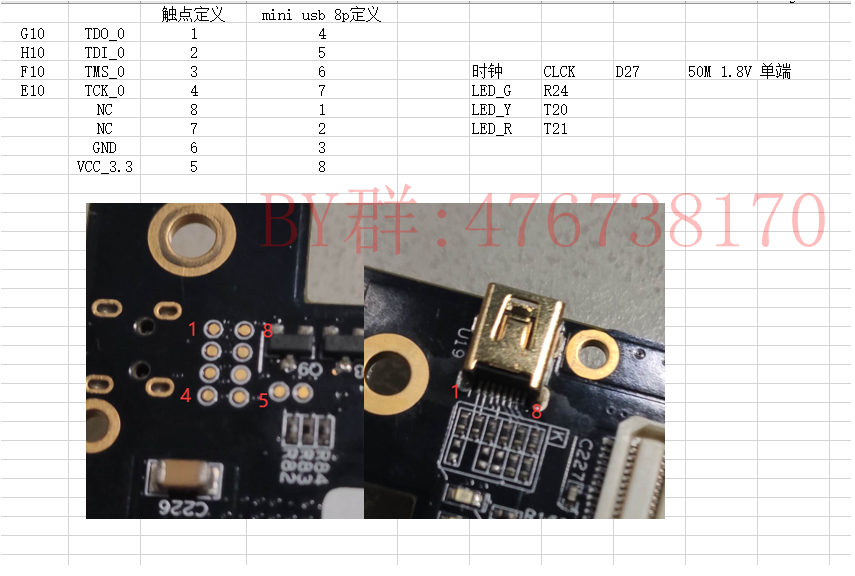 触点定义 mini usb 8p定义
G10 TDO_0 1 4
H10 TDI_0 2 5
F10 TMS_0 3 6 时钟 CLCK D27 50M 1.8V 单端
E10 TCK_0 4 7 LED_G R24
NC 8 1 LED_Y T20
NC 7 2 LED_R T21
GND 6 3
VCC_3.3 5 8
BY群:476738170
1 8
4 5
Q9
R82 R83 R84
C226
U19
1 8
K
C227